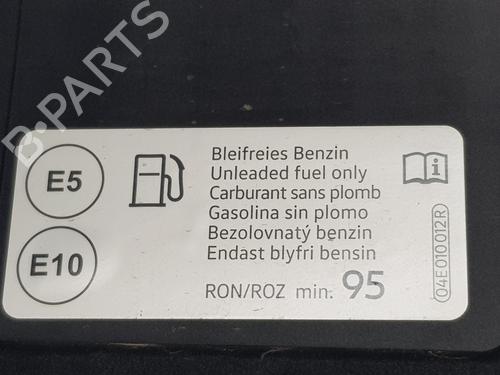 B-PARTS
E5
E10
Bleifreies Benzin
Unleaded fuel only
Carburant sans plomb
Gasolina sin plomo
Bezolovnatý benzin
Endast blyfri bensin
RON/ROZ min. 95
04E010012R